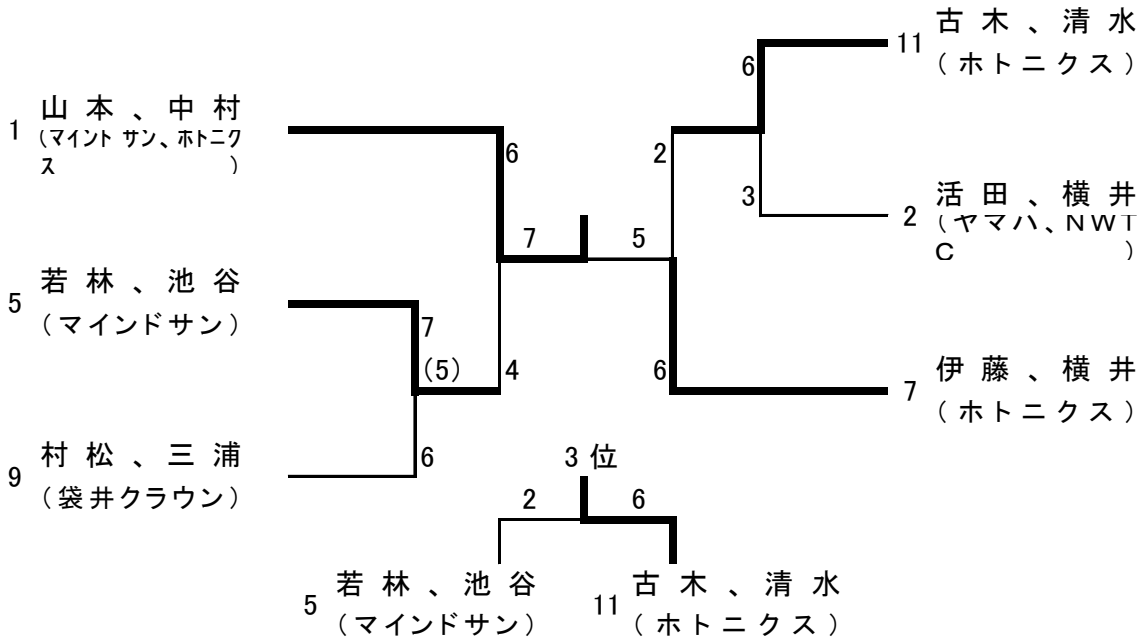 古木、清水
11
(ホトニクス)
6
山本、中村
1
(マイント サン、ホトニク
ス )
6
2
3
活田、横井
2
(ヤマハ、NWT
C )
7
5
若林、池谷
5
(マインドサン)
7
(5)
4
6
伊藤、横井
7
(ホトニクス)
村松、三浦
9
(袋井クラウン)
6
3位
2
6
若林、池谷
5
(マインドサン)
古木、清水
11
(ホトニクス)